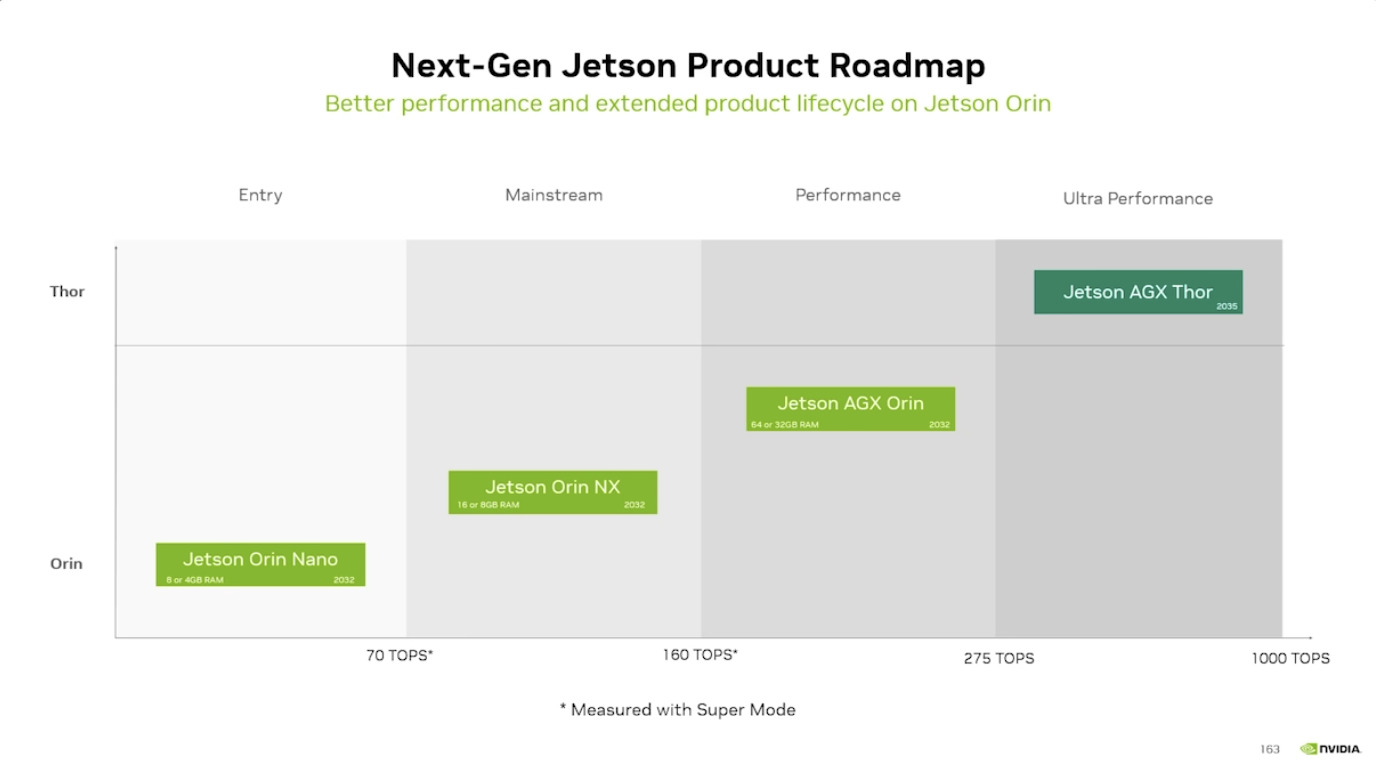 Next-Gen Jetson Product Roadmap
Better performance and extended product lifecycle on Jetson Orin
Entry
Mainstream
Performance
Ultra Performance
Thor
Jetson AGX Thor
2035
Jetson AGX Orin
64 or 32GB RAM 2032
Jetson Orin NX
16 or 8GB RAM 2032
Orin
Jetson Orin Nano
8 or 4GB RAM 2032
70 TOPS*
160 TOPS*
275 TOPS
1000 TOPS
* Measured with Super Mode
163
NVIDIA.